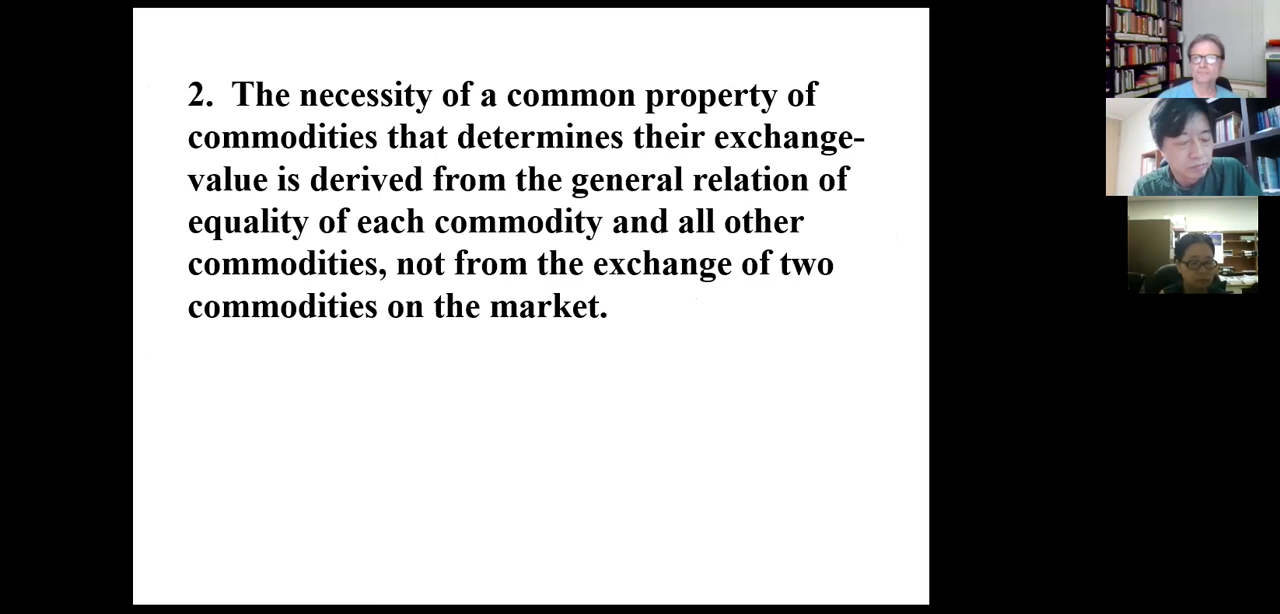 2. The necessity of a common property of
commodities that determines their exchange-
value is derived from the general relation of
equality of each commodity and all other
commodities, not from the exchange of two
commodities on the market.